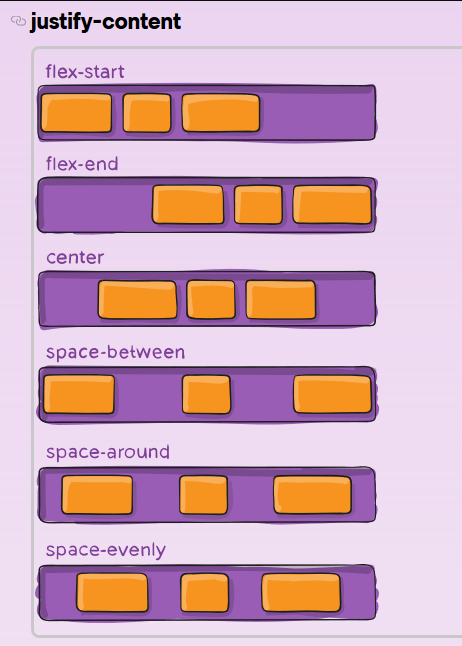 justify-content
flex-start
flex-end
center
space-between
space-around
space-evenly